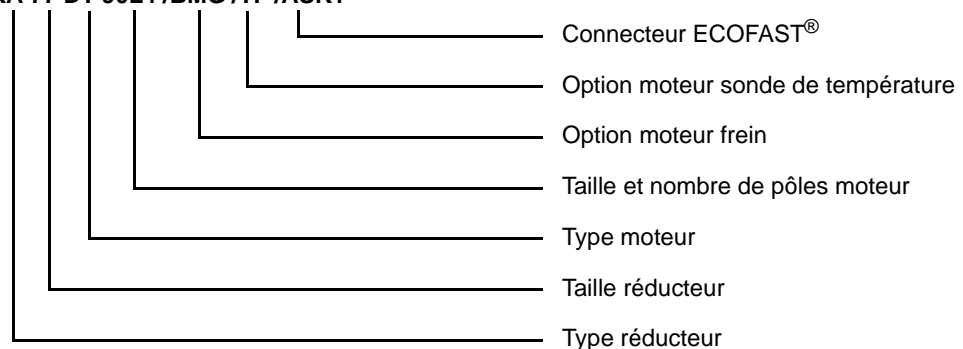 Connecteur ECOFAST®
Option moteur sonde de température
Option moteur frein
Taille et nombre de pôles moteur
Type moteur
Taille réducteur
Type réducteur